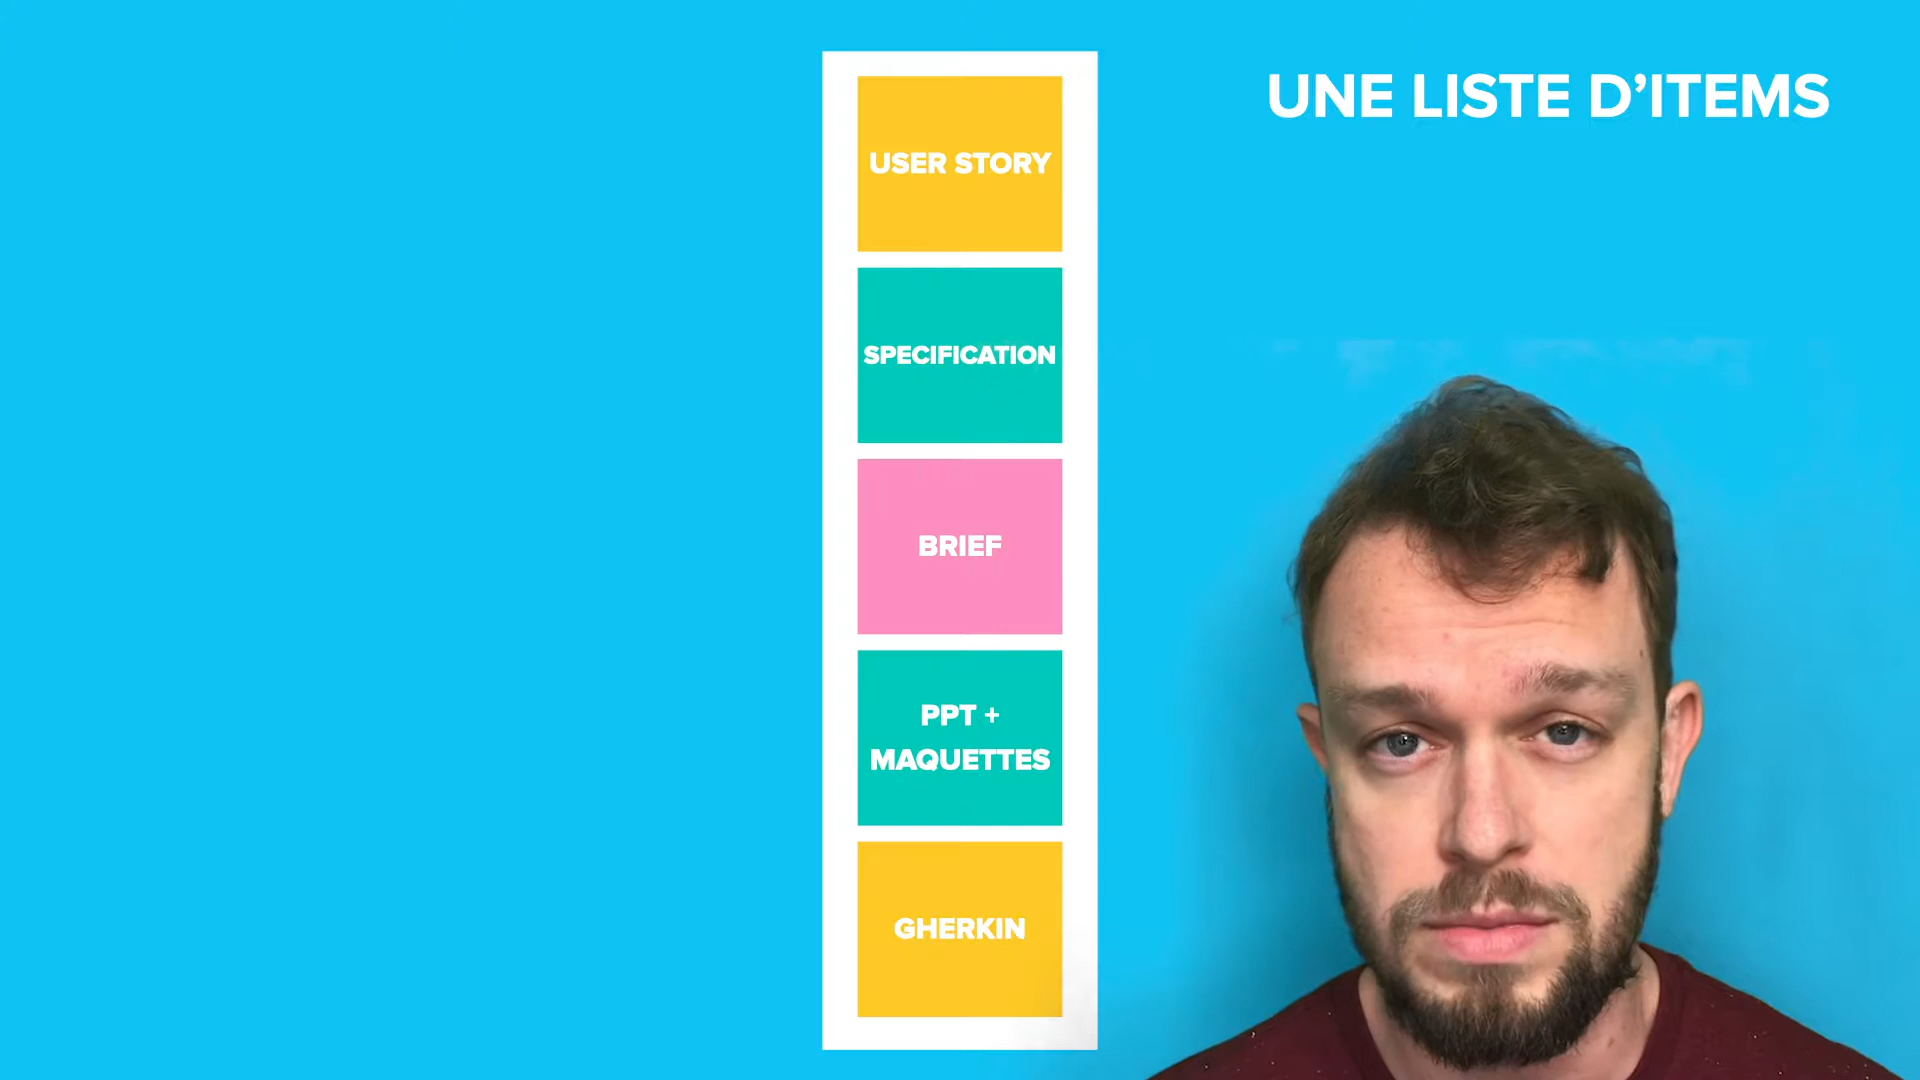 UNE LISTE D’ITEMS
USER STORY
SPECIFICATION
BRIEF
PPT +
MAQUETTES
GHERKIN